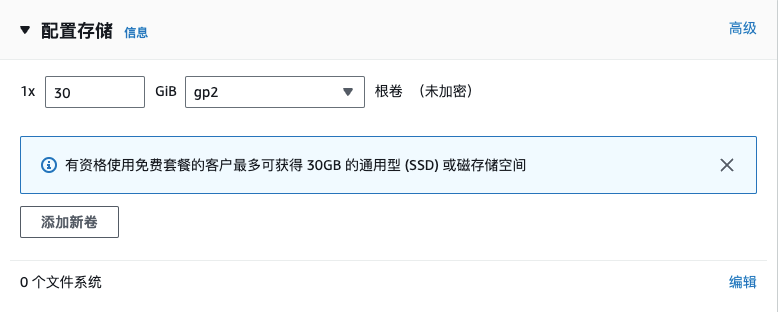 配置存储 信息 高级
1x 30 GiB gp2 根卷 （未加密）
有资格使用免费套餐的客户最多可获得 30GB 的通用型 (SSD) 或磁存储空间
添加新卷
0 个文件系统 编辑